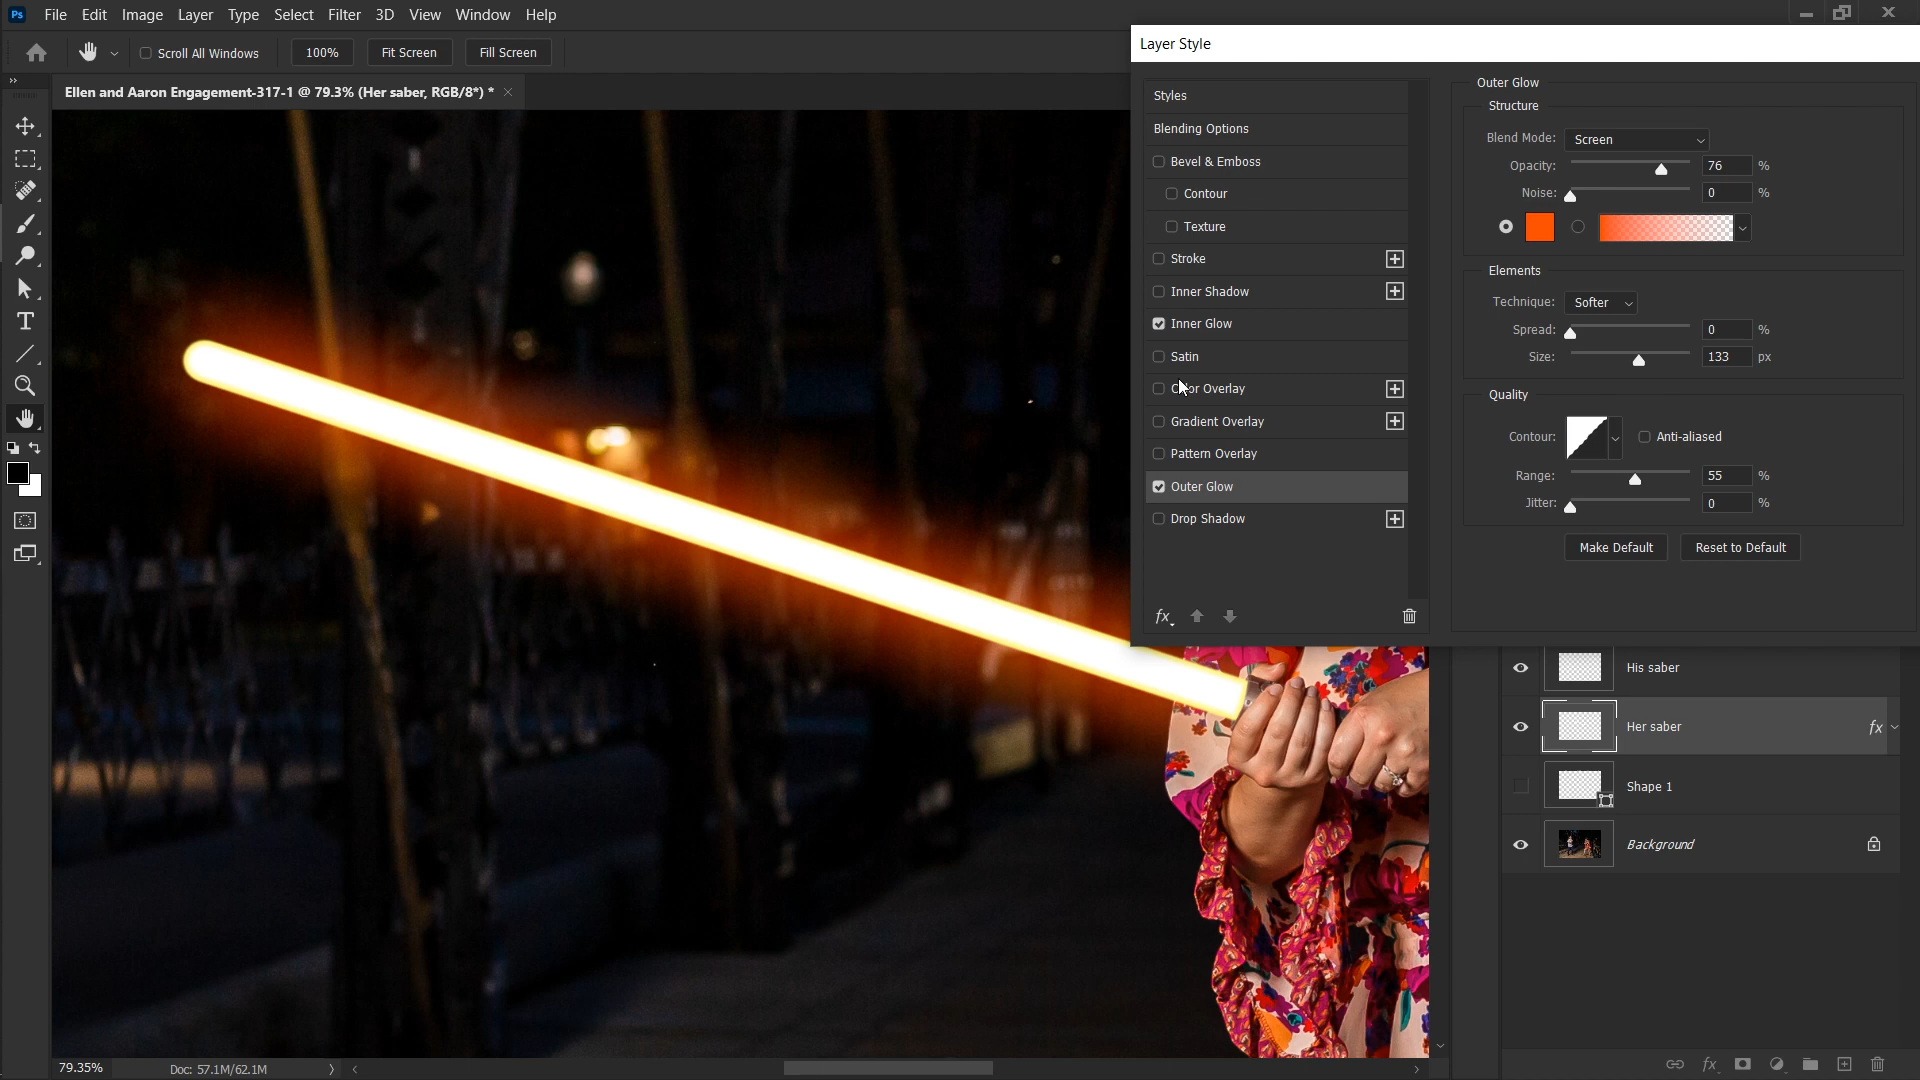 Ps File Edit Image Layer Type Select Filter 3D View Window Help
Scroll All Windows 100% Fit Screen Fill Screen
Ellen and Aaron Engagement-317-1 @ 79.3% (Her saber, RGB/8*) *
Layer Style
Styles
Blending Options
Bevel & Emboss
Contour
Texture
Stroke
Inner Shadow
Inner Glow
Satin
Color Overlay
Gradient Overlay
Pattern Overlay
Outer Glow
Drop Shadow
fx
Outer Glow
Structure
Blend Mode: Screen
Opacity: 76 %
Noise: 0 %
Elements
Technique: Softer
Spread: 0 %
Size: 133 px
Quality
Contour: Anti-aliased
Range: 55 %
Jitter: 0 %
Make Default Reset to Default
His saber
Her saber fx
Shape 1
Background
fx
79.35% Doc: 57.1M/62.1M